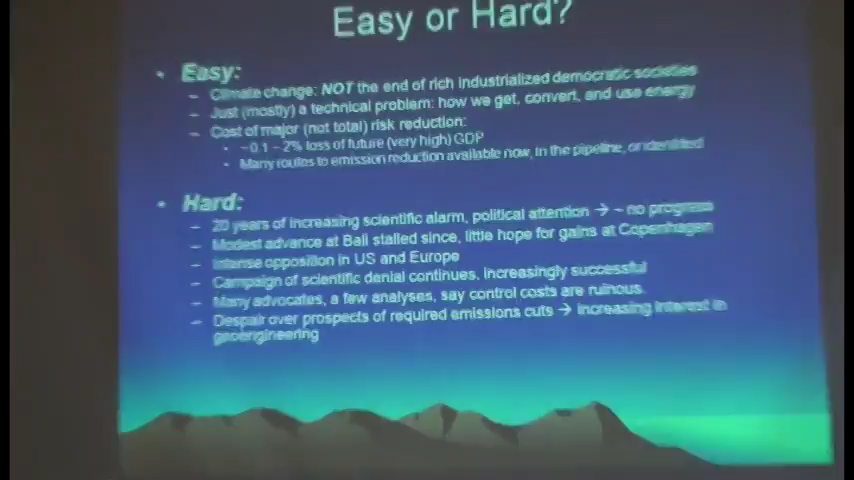 Easy or Hard?
• Easy:
– Climate change: NOT the end of rich industrialized democratic societies
– Just (mostly) a technical problem: how we get, convert, and use energy
– Cost of major (not total) risk reduction:
• ~0.1 – 2% loss of future (very high) GDP
• Many routes to emission reduction available now, in the pipeline, or identified
• Hard:
– 20 years of increasing scientific alarm, political attention → ~ no progress
– Modest advance at Bali stalled since, little hope for gains at Copenhagen
– Intense opposition in US and Europe
– Campaign of scientific denial continues, increasingly successful
– Many advocates, a few analyses, say control costs are ruinous.
– Despair over prospects of required emissions cuts → increasing interest in
geoengineering